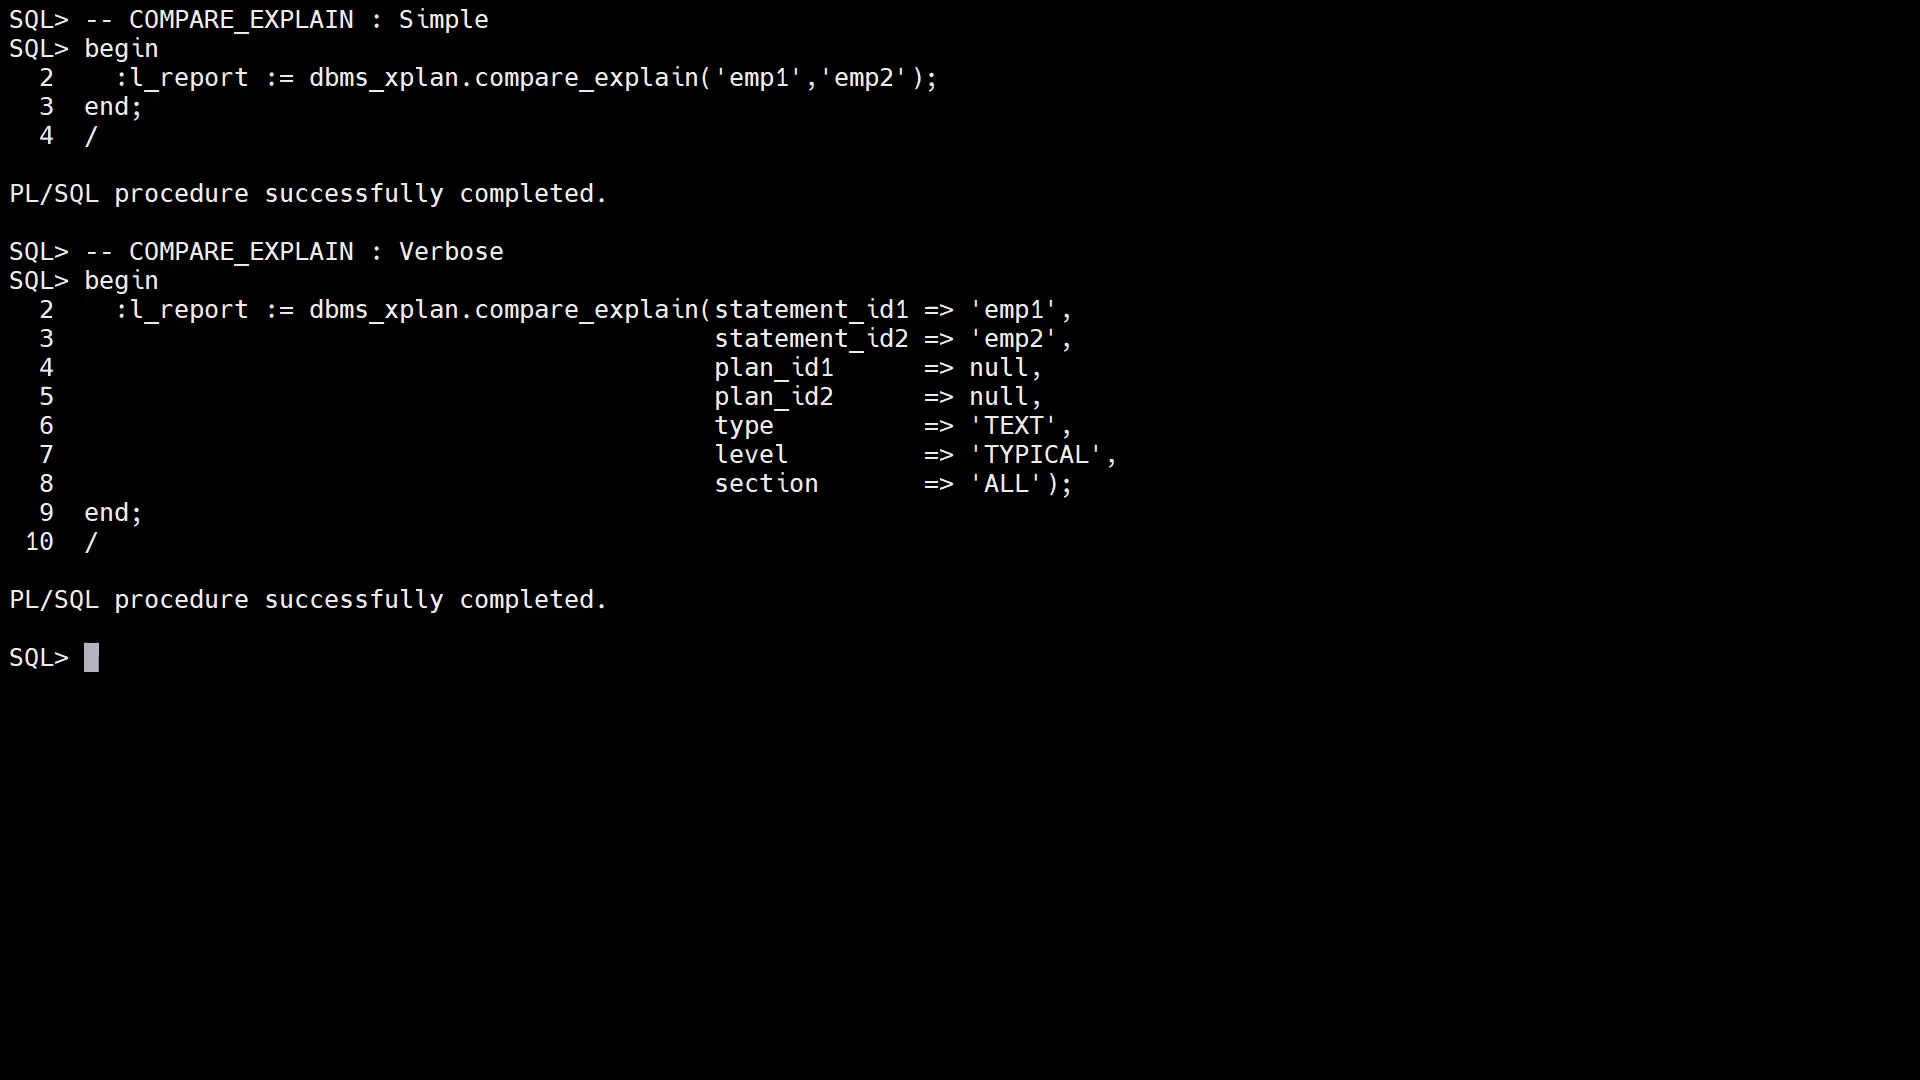 SQL> -- COMPARE_EXPLAIN : Simple
SQL> begin
  2    :l_report := dbms_xplan.compare_explain('emp1','emp2');
  3  end;
  4  /
PL/SQL procedure successfully completed.
SQL> -- COMPARE_EXPLAIN : Verbose
SQL> begin
  2    :l_report := dbms_xplan.compare_explain(statement_id1 => 'emp1',
  3                                            statement_id2 => 'emp2',
  4                                            plan_id1      => null,
  5                                            plan_id2      => null,
  6                                            type          => 'TEXT',
  7                                            level         => 'TYPICAL',
  8                                            section       => 'ALL');
  9  end;
 10  /
PL/SQL procedure successfully completed.
SQL>